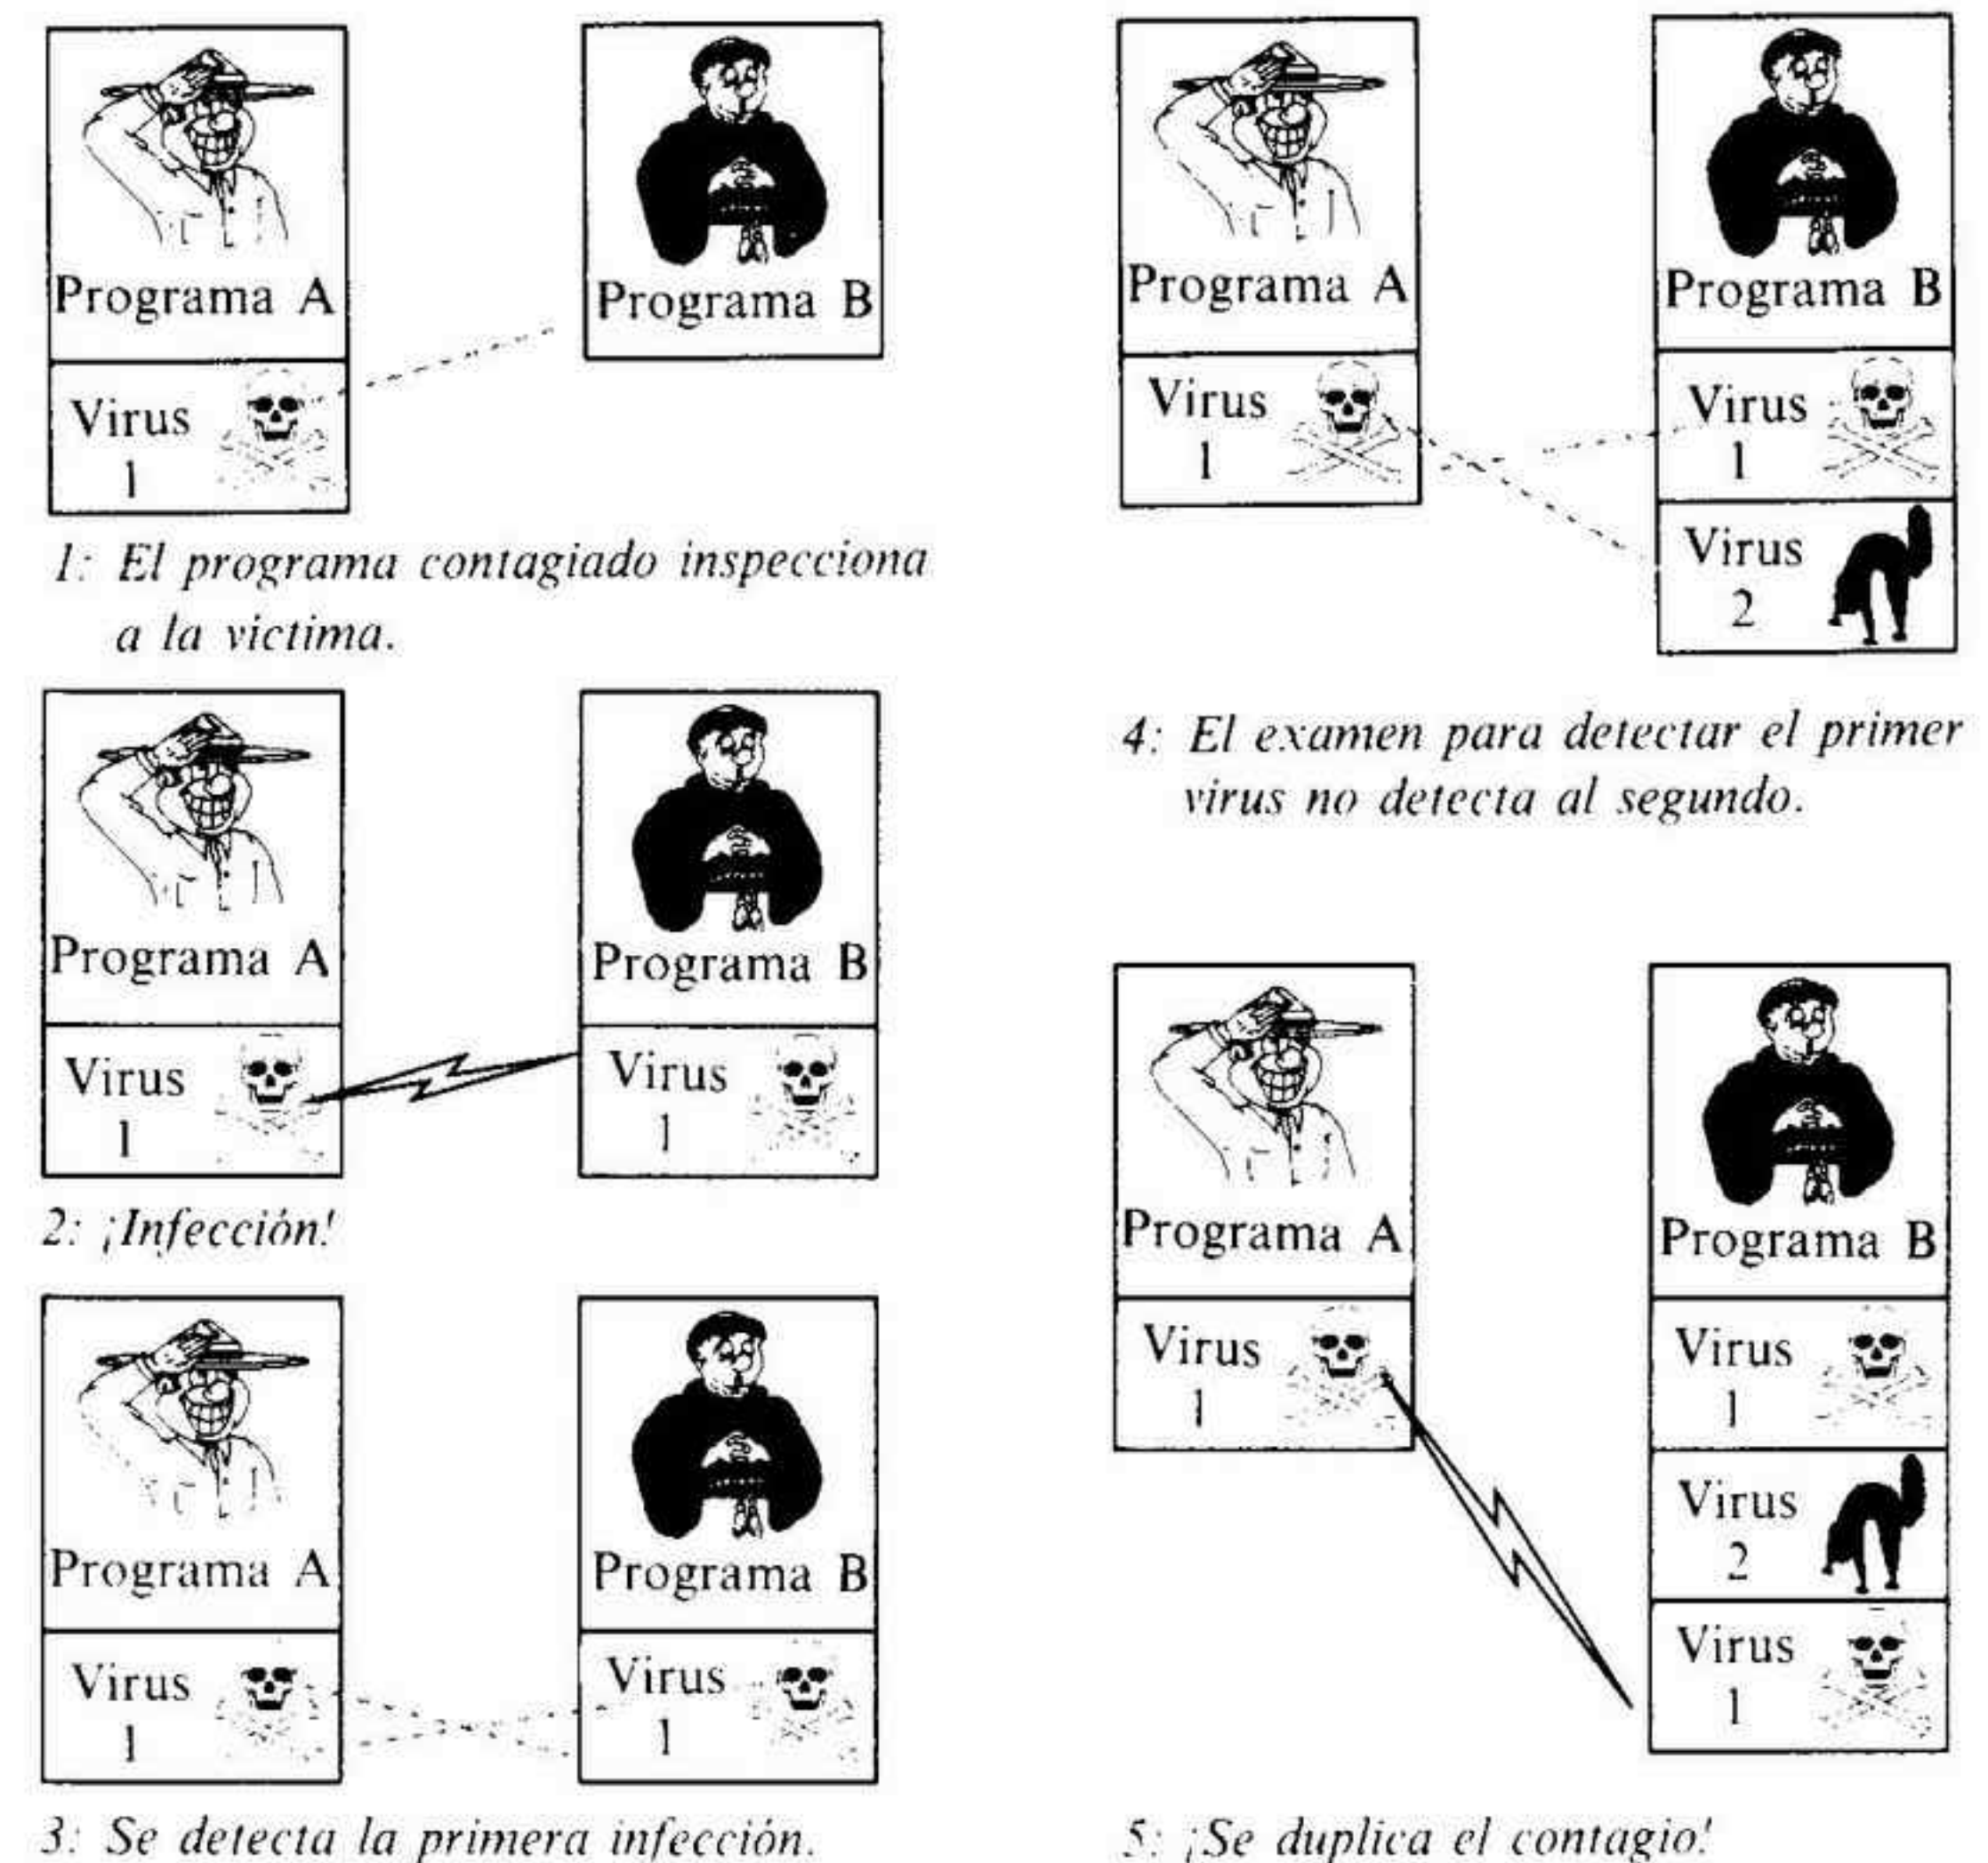 Programa A
Programa B
Virus
1
1: El programa contagiado inspecciona
a la victima.
Programa A
Programa B
Virus
1
Virus
1
2: ¡Infección!
Programa A
Programa B
Virus
1
Virus
1
3: Se detecta la primera infección.
Programa A
Programa B
Virus
1
Virus
1
Virus
2
4: El examen para detectar el primer
virus no detecta al segundo.
Programa A
Programa B
Virus
1
Virus
1
Virus
2
Virus
1
5: ¡Se duplica el contagio!